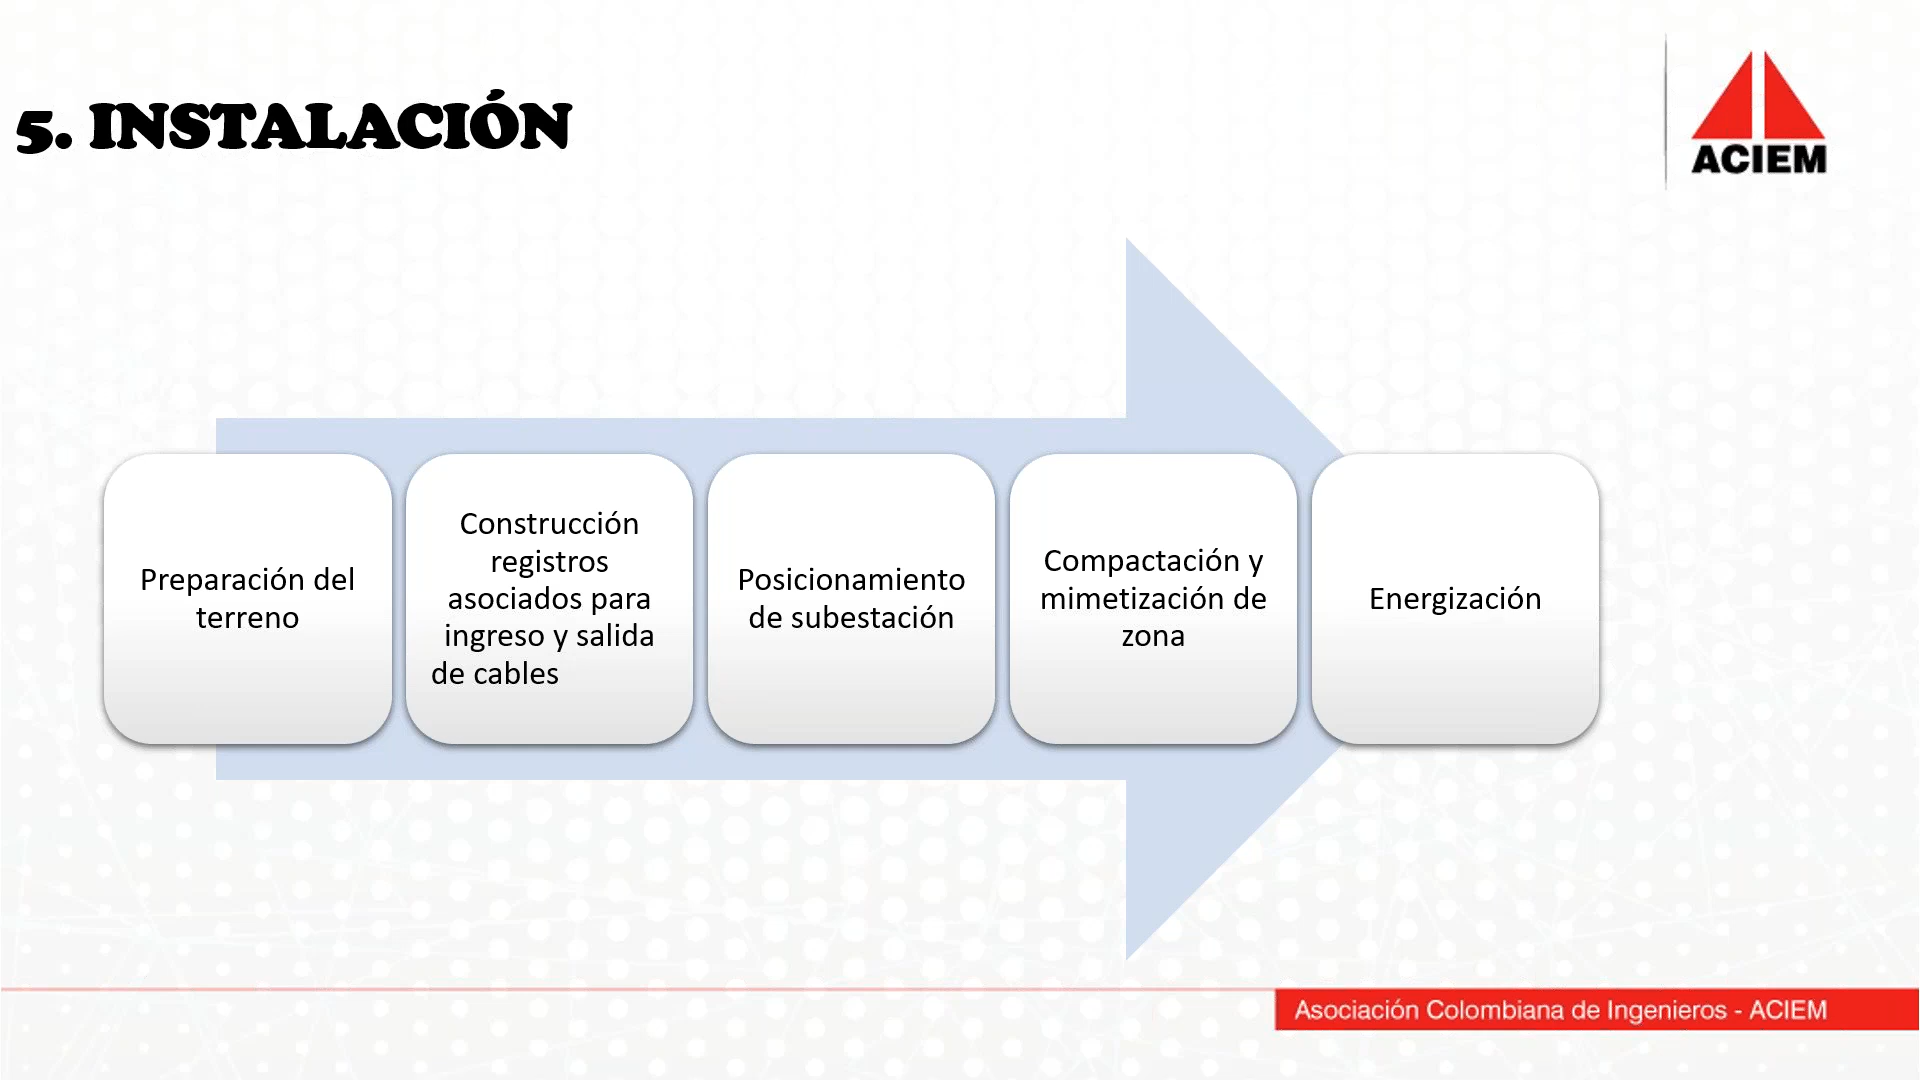 5. INSTALACIÓN
ACIEM
Preparación del
terreno
Construcción
registros
asociados para
ingreso y salida
de cables
Posicionamiento
de subestación
Compactación y
mimetización de
zona
Energización
Asociación Colombiana de Ingenieros - ACIEM